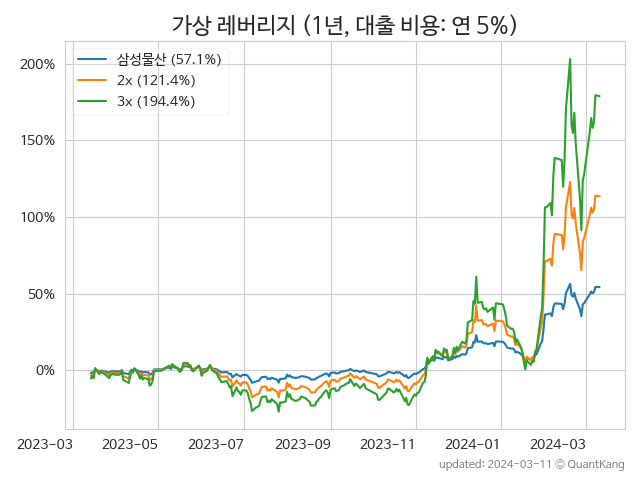 가상 레버리지 (1년, 대출 비용: 연 5%)
삼성물산 (57.1%)
2x (121.4%)
3x (194.4%)
200%
150%
100%
50%
0%
2023-03 2023-05 2023-07 2023-09 2023-11 2024-01 2024-03
updated: 2024-03-11 © QuantKang